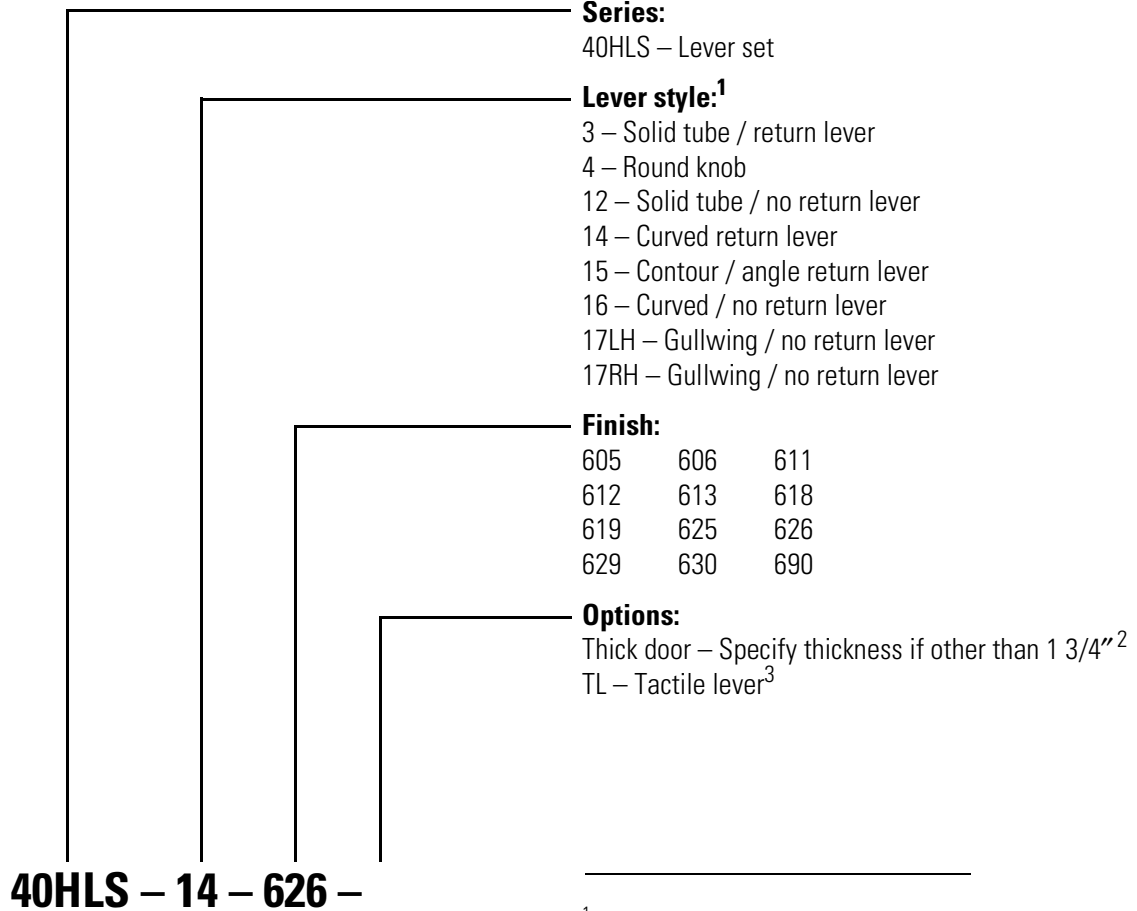 Series:
40HLS – Lever set
Lever style:1
3 – Solid tube / return lever
4 – Round knob
12 – Solid tube / no return lever
14 – Curved return lever
15 – Contour / angle return lever
16 – Curved / no return lever
17LH – Gullwing / no return lever
17RH – Gullwing / no return lever
Finish:
605 606 611
612 613 618
619 625 626
629 630 690
Options:
Thick door – Specify thickness if other than 1 3/4″ 2
TL – Tactile lever3
40HLS – 14 – 626 –
1